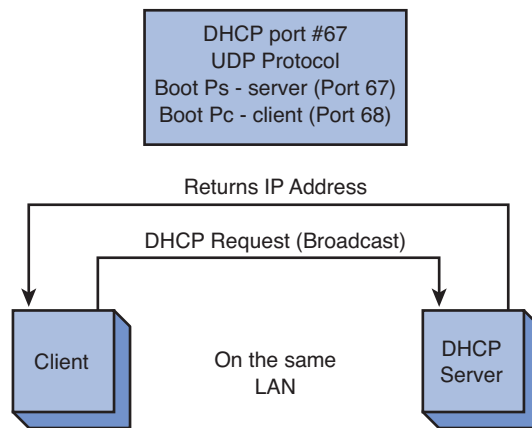 DHCP port #67
UDP Protocol
Boot Ps - server (Port 67)
Boot Pc - client (Port 68)
Returns IP Address
DHCP Request (Broadcast)
Client
On the same
LAN
DHCP
Server